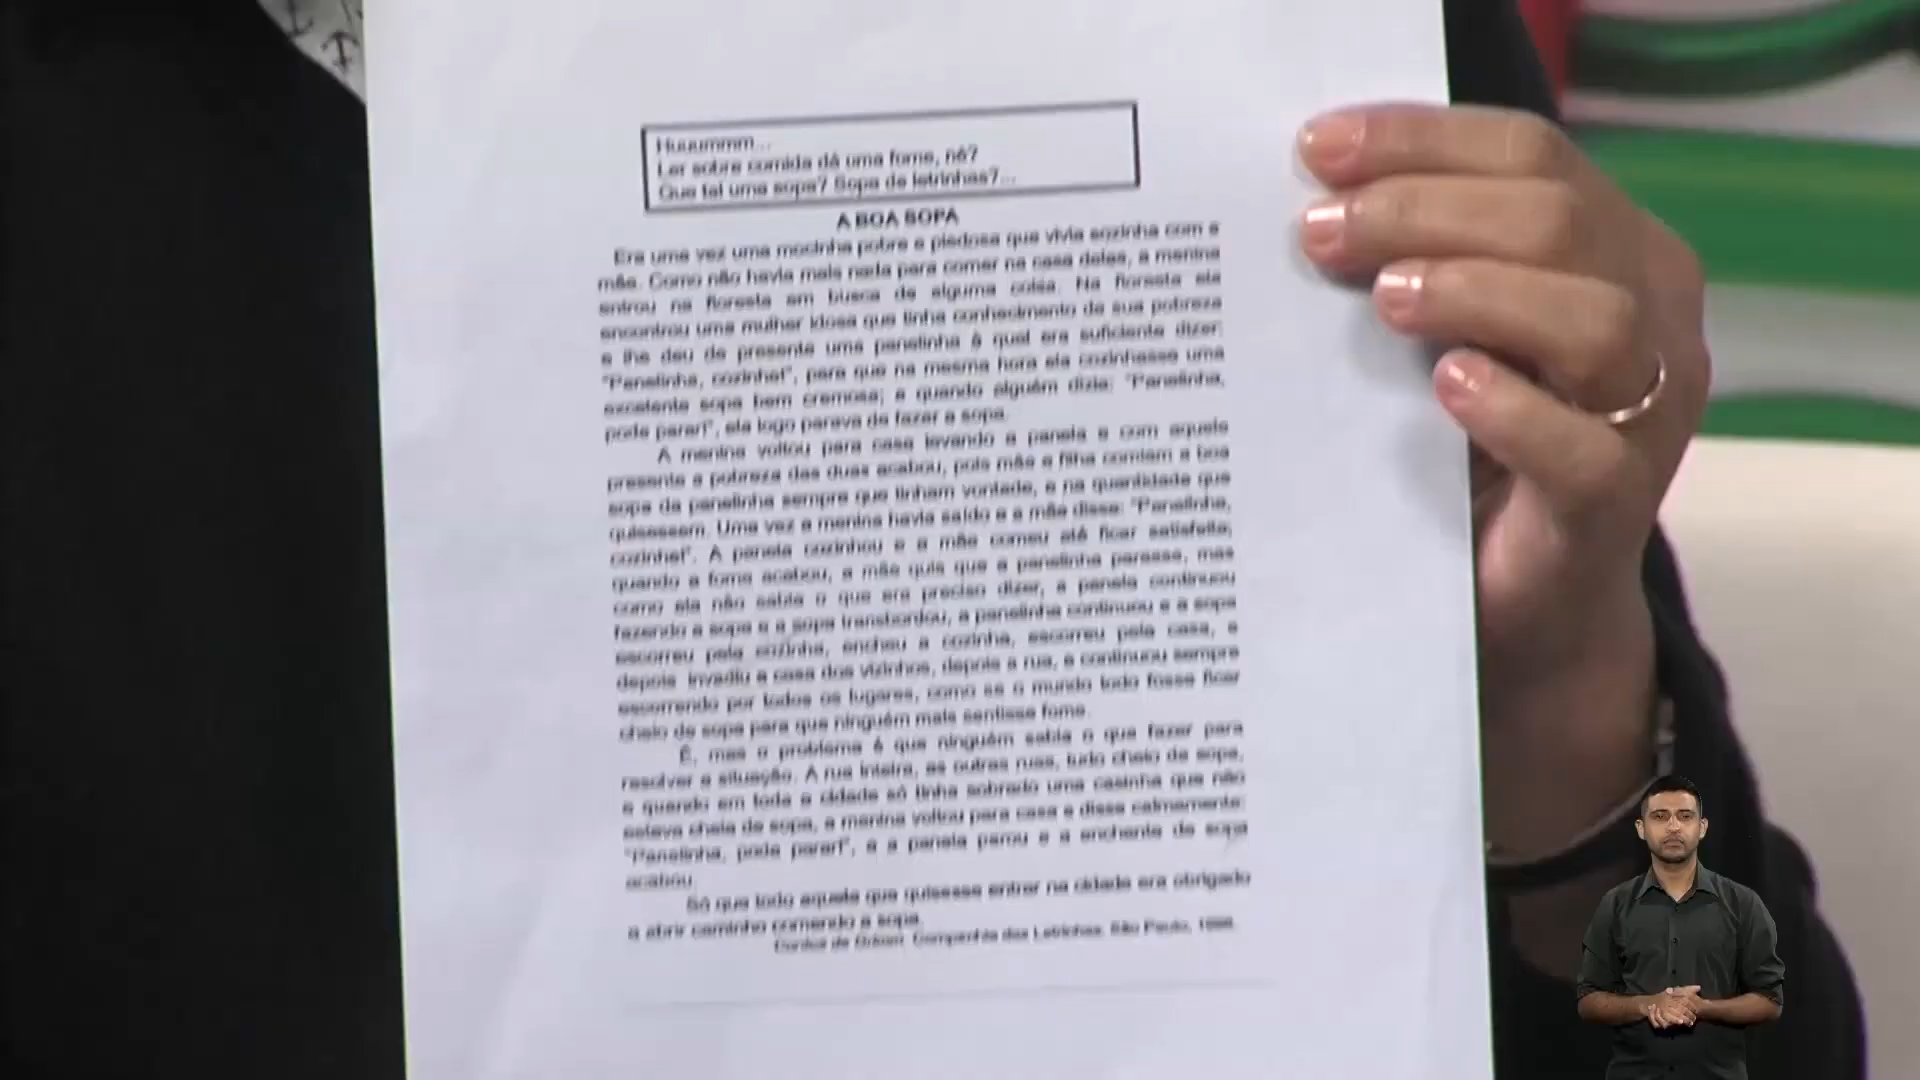 Huuummm...
Ler sobre comida dá uma fome, né?
Que tal uma sopa? Sopa de letrinhas?...
A BOA SOPA
Era uma vez uma mocinha pobre e piedosa que vivia sozinha com a
mãe. Como não havia mais nada para comer na casa delas, a menina
entrou na floresta em busca de alguma coisa. Na floresta ela
encontrou uma mulher idosa que tinha conhecimento de sua pobreza
e lhe deu de presente uma panelinha à qual era suficiente dizer:
"Panelinha, cozinhe!", para que na mesma hora ela cozinhasse uma
excelente sopa bem cremosa; e quando alguém dizia: "Panelinha,
pode parar!", ela logo parava de fazer a sopa.
A menina voltou para casa levando a panela e com aquele
presente a pobreza das duas acabou, pois mãe e filha comiam a boa
sopa da panelinha sempre que tinham vontade, e na quantidade que
quisessem. Uma vez a menina havia saído e a mãe disse: "Panelinha,
cozinhe!". A panela cozinhou e a mãe comeu até ficar satisfeita;
quando a fome acabou, a mãe quis que a panelinha parasse, mas
como ela não sabia o que era preciso dizer, a panela continuou
fazendo a sopa e a sopa transbordou, a panelinha continuou e a sopa
escorreu pela cozinha, encheu a cozinha, escorreu pela casa, e
depois invadiu a casa dos vizinhos, depois a rua, e continuou sempre
escorrendo por todos os lugares, como se o mundo todo fosse ficar
cheio de sopa para que ninguém mais sentisse fome.
É, mas o problema é que ninguém sabia o que fazer para
resolver a situação. A rua inteira, as outras ruas, tudo cheio de sopa,
e quando em toda a cidade só tinha sobrado uma casinha que não
estava cheia de sopa, a menina voltou para casa e disse calmamente:
"Panelinha, pode parar!", e a panela parou e a enchente de sopa
acabou.
Só que todo aquele que quisesse entrar na cidade era obrigado
a abrir caminho comendo a sopa.
Contos de Grimm. Companhia das Letrinhas. São Paulo,